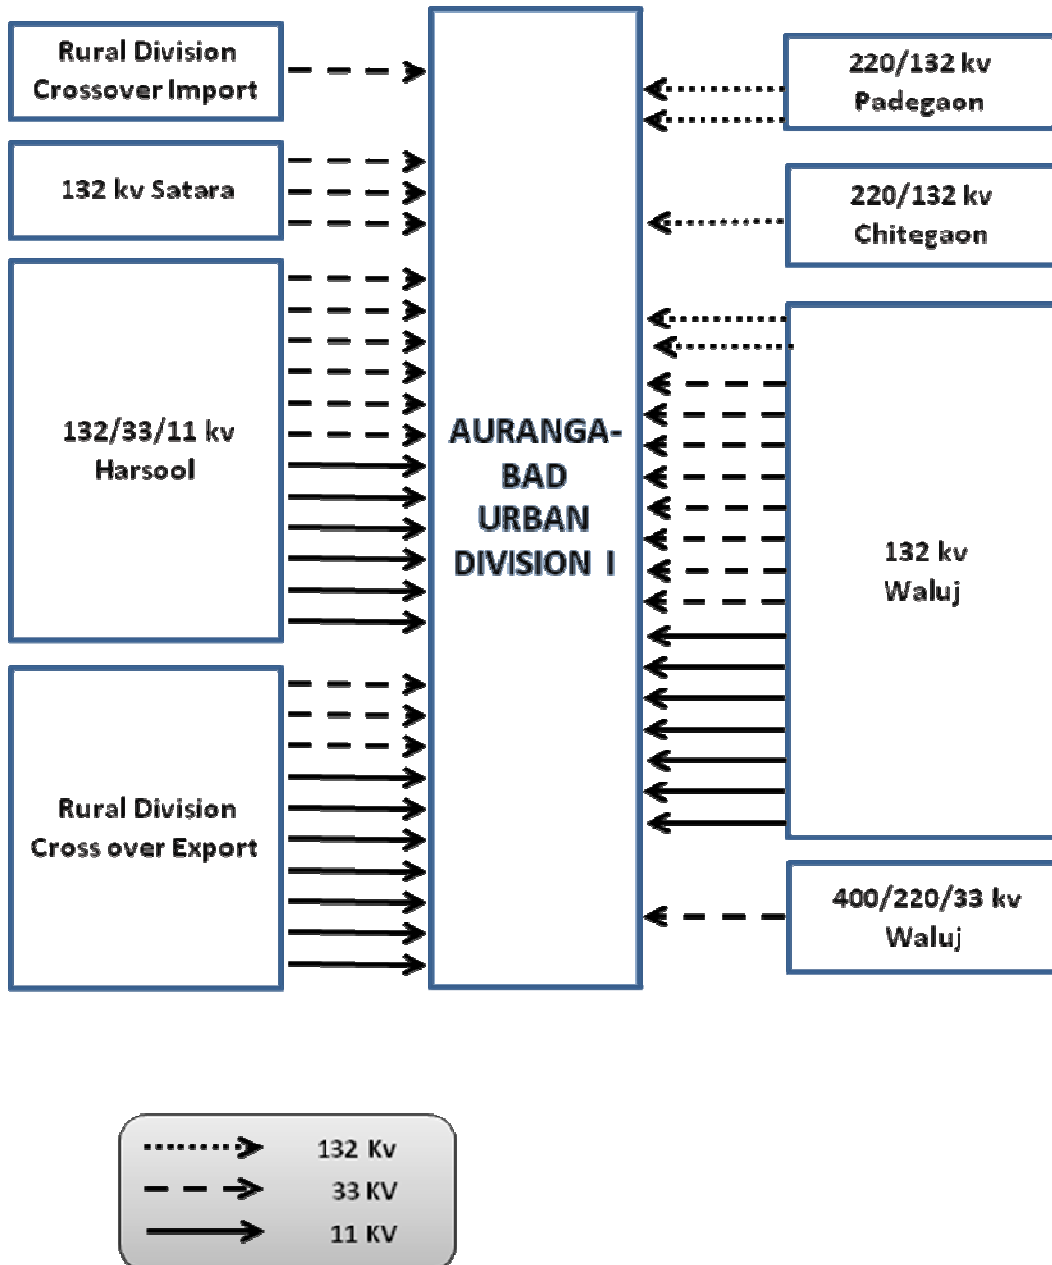 Rural Division
Crossover Import
132 kv Satara
132/33/11 kv
Harsool
Rural Division
Cross over Export
AURANGA-
BAD
URBAN
DIVISION I
220/132 kv
Padegaon
220/132 kv
Chitegaon
132 kv
Waluj
400/220/33 kv
Waluj
132 Kv
33 KV
11 KV